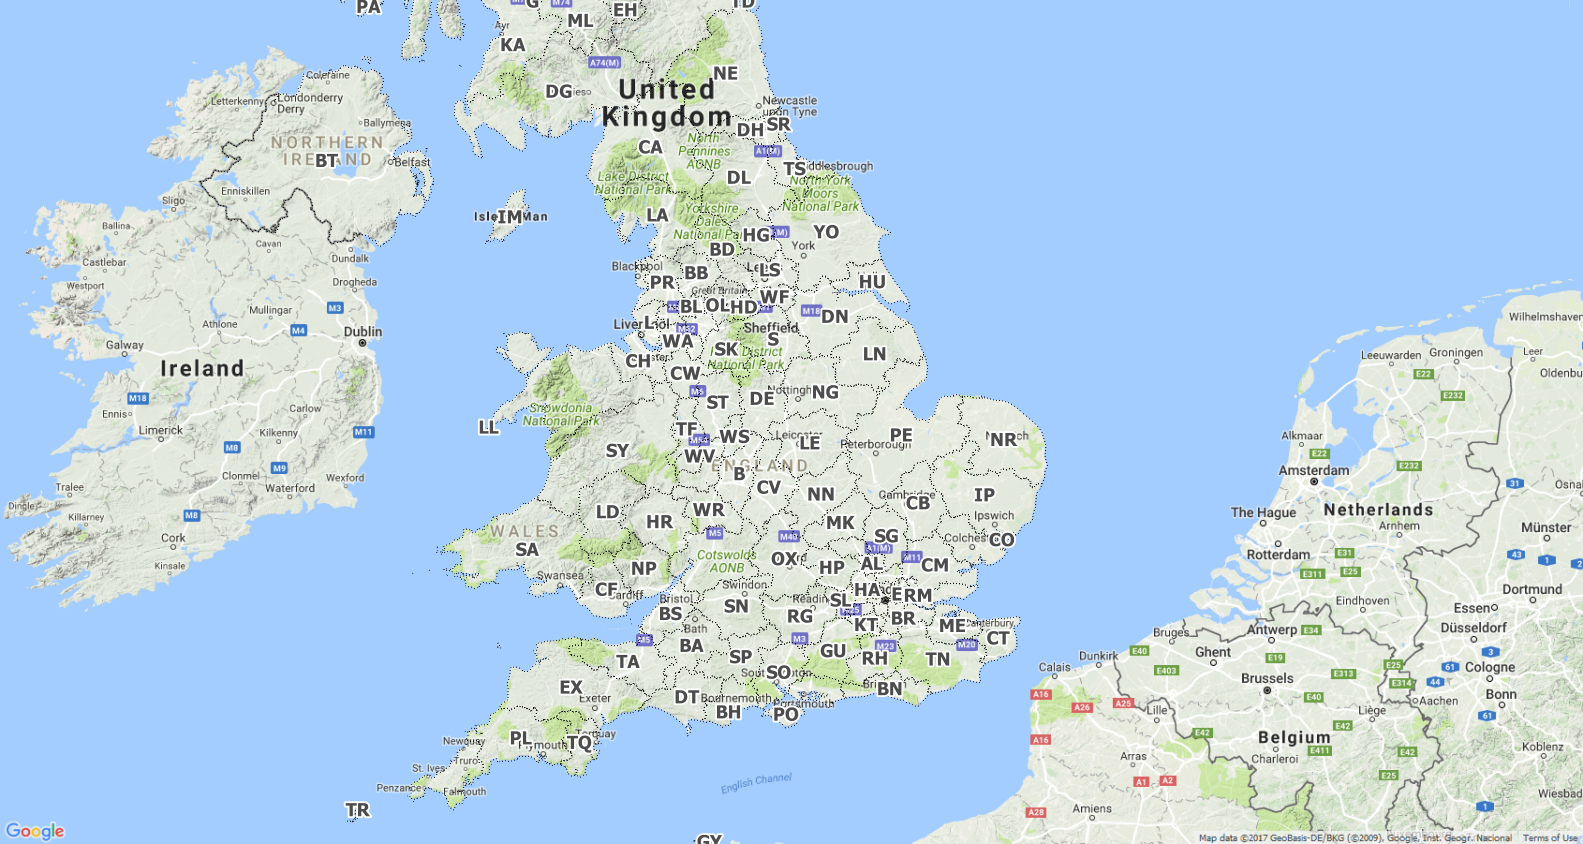 PA
G
EH
TD
ML
M74
Ayr
KA
A74(M)
NE
DG
United
Kingdom
Coleraine
Letterkenny
Londonderry
Derry
Ballymena
Newcastle
upon Tyne
DH
SR
NORTHERN
IRELAND
BT
Belfast
CA
North
Pennines
AONB
A1(M)
TS
Middlesbrough
Lake District
National Park
DL
North York
Moors
National Park
Enniskillen
Sligo
Isle of Man
IM
LA
Yorkshire
Dales
National Park
HG
YO
York
Ballina
Cavan
Castlebar
Westport
Dundalk
Drogheda
BD
Blackpool
PR
BB
LS
HU
Great Britain
BL
OL
HD
WF
M18
DN
Mullingar
M3
Athlone
M4
Dublin
Galway
Ireland
Liverpool
L
M62
WA
Sheffield
S
SK
District
National Park
LN
CH
CW
M6
ST
DE
Nottingham
NG
Snowdonia
National Park
LL
M18
Ennis
Carlow
Limerick
Kilkenny
M11
M8
M9
Clonmel
Waterford
Wexford
Tralee
Dingle
Killarney
M8
Cork
Kinsale
TF
M54
WS
WV
Leicester
LE
Peterborough
PE
NR
SY
ENGLAND
B
CV
NN
Cambridge
CB
IP
Ipswich
LD
HR
WR
M5
M40
MK
SG
Colchester
CO
WALES
SA
Swansea
Cotswolds
AONB
OX
HP
AL
A1(M)
M11
CM
NP
CF
Cardiff
Bristol
BS
Bath
Swindon
SN
Reading
RG
SL
HA
E
RM
M25
KT
BR
ME
Canterbury
CT
M5
BA
M3
GU
M23
RH
M20
TN
TA
SP
SO
Southampton
BN
EX
Exeter
DT
Bournemouth
BH
Portsmouth
PO
Newquay
PL
Plymouth
TQ
Torquay
St. Ives
Truro
Penzance
Falmouth
TR
English Channel
GY
Wilhelmshaven
Leeuwarden
Groningen
Leer
E22
Oldenburg
E232
Alkmaar
E22
E232
Amsterdam
31
Osna
The Hague
Netherlands
Arnhem
Münster
Rotterdam
E31
E25
E311
43
1
2
Eindhoven
Dortmund
Essen
Düsseldorf
Bruges
Antwerp
E34
E40
Ghent
E19
E403
E313
E25
E314
3
61
Cologne
44
Dunkirk
Calais
Brussels
E40
Aachen
Bonn
61
A16
A26
A25
Lille
Liège
E42
E42
A16
Belgium
E411
E42
Koblenz
Arras
Charleroi
E25
A1
A2
Wiesbad
A28
Amiens
1
Google
Map data ©2017 GeoBasis-DE/BKG (©2009), Google, Inst. Geogr. Nacional
Terms of Use